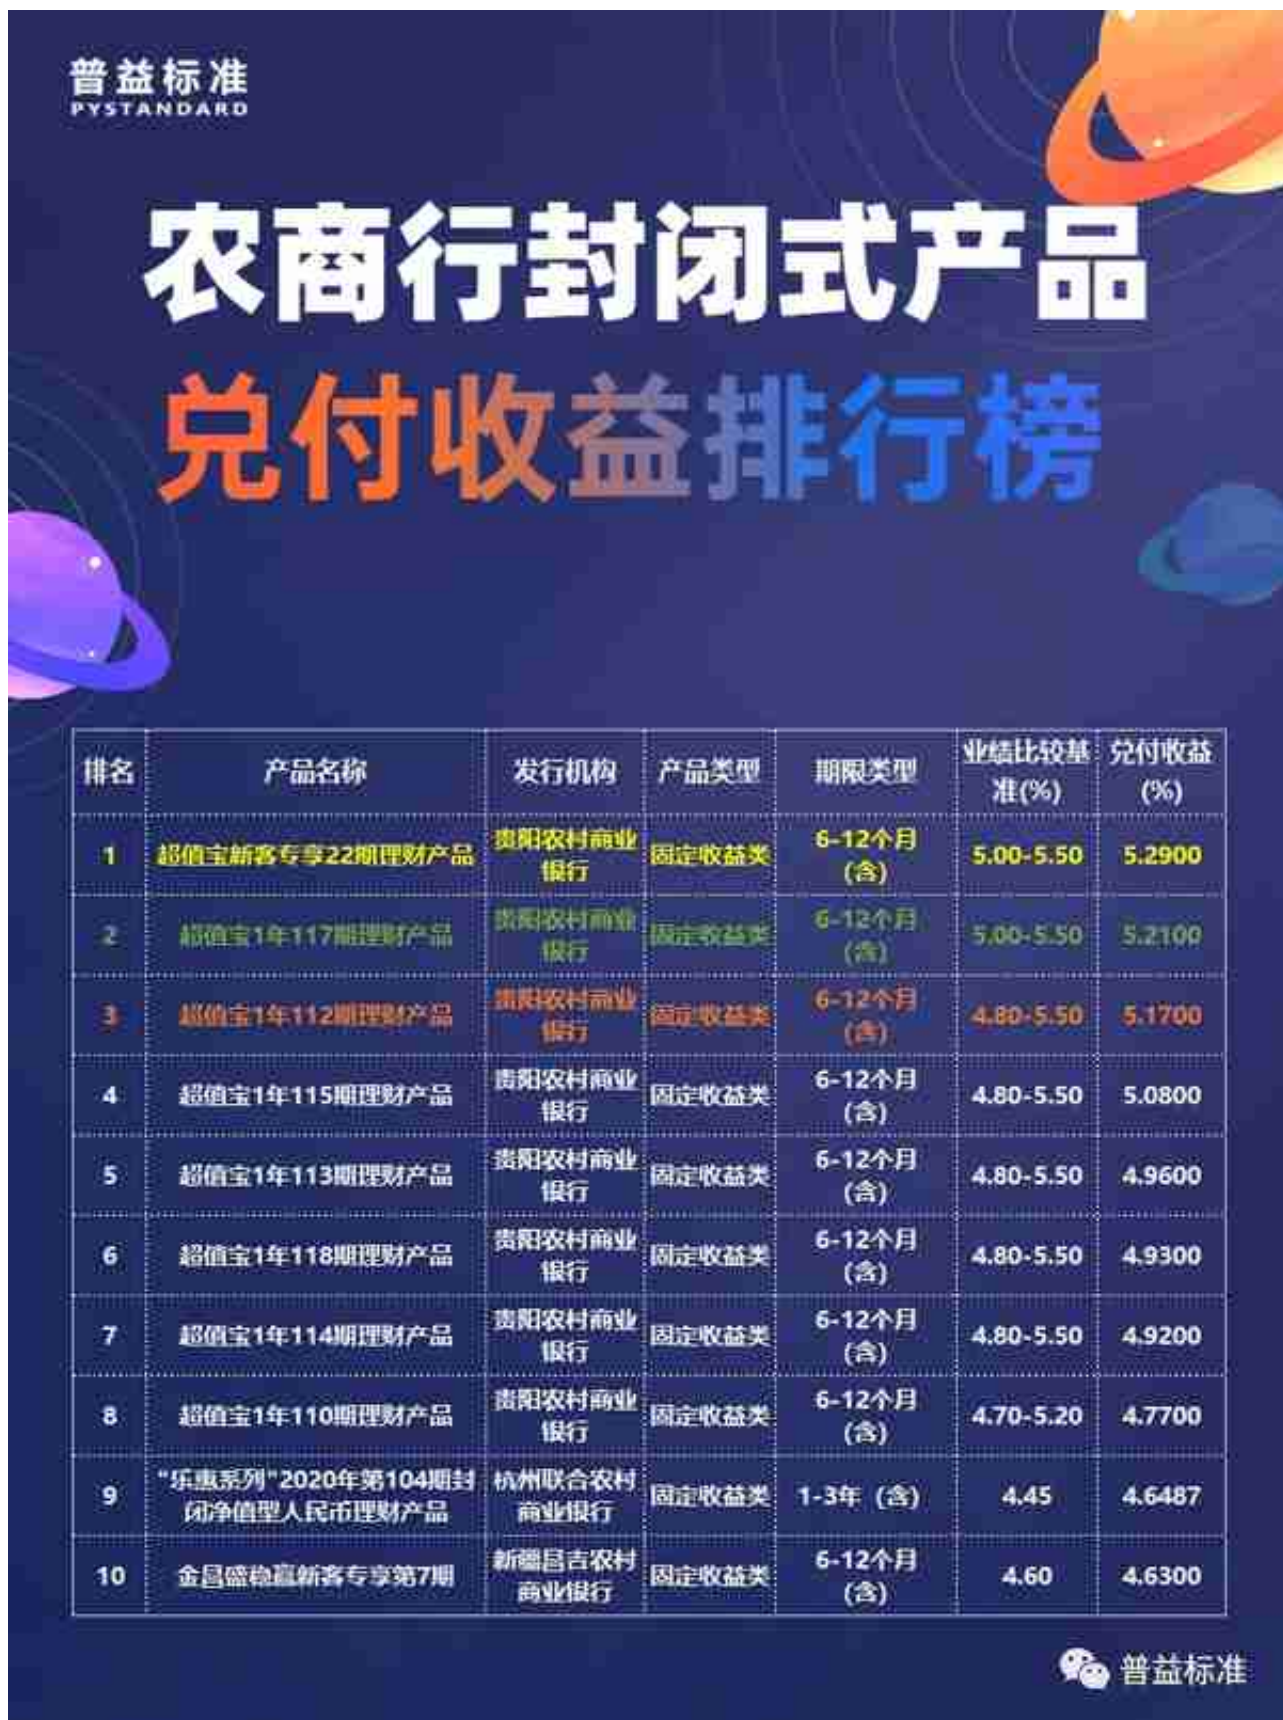 普益标准
PYSTANDARD
农商行封闭式产品
兑付收益排行榜
排名 产品名称 发行机构 产品类型 期限类型 业绩比较基准(%) 兑付收益(%)
1 超值宝新客专享22期理财产品 贵阳农村商业银行 固定收益类 6-12个月(含) 5.00-5.50 5.2900
2 超值宝1年117期理财产品 贵阳农村商业银行 固定收益类 6-12个月(含) 5.00-5.50 5.2100
3 超值宝1年112期理财产品 贵阳农村商业银行 固定收益类 6-12个月(含) 4.80-5.50 5.1700
4 超值宝1年115期理财产品 贵阳农村商业银行 固定收益类 6-12个月(含) 4.80-5.50 5.0800
5 超值宝1年113期理财产品 贵阳农村商业银行 固定收益类 6-12个月(含) 4.80-5.50 4.9600
6 超值宝1年118期理财产品 贵阳农村商业银行 固定收益类 6-12个月(含) 4.80-5.50 4.9300
7 超值宝1年114期理财产品 贵阳农村商业银行 固定收益类 6-12个月(含) 4.80-5.50 4.9200
8 超值宝1年110期理财产品 贵阳农村商业银行 固定收益类 6-12个月(含) 4.70-5.20 4.7700
9 "乐惠系列"2020年第104期封闭净值型人民币理财产品 杭州联合农村商业银行 固定收益类 1-3年（含） 4.45 4.6487
10 金昌盛稳赢新客专享第7期 新疆昌吉农村商业银行 固定收益类 6-12个月(含) 4.60 4.6300
普益标准